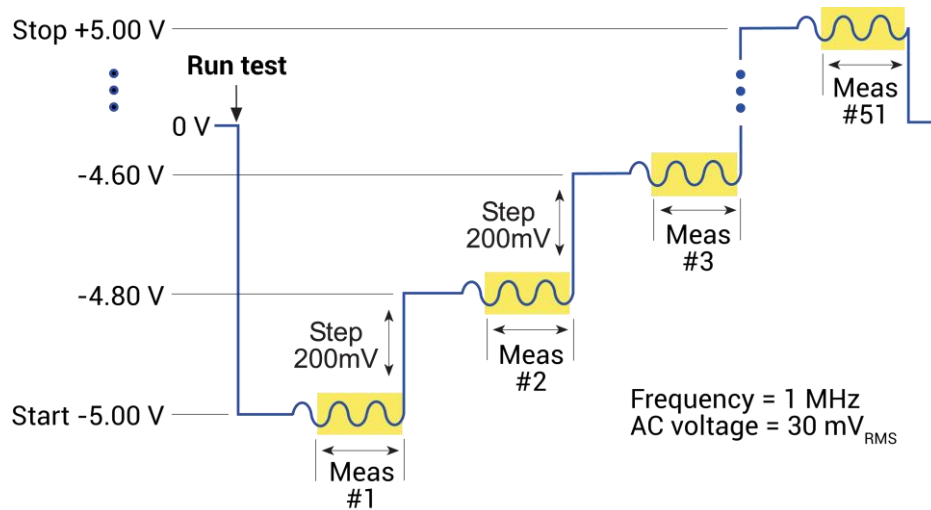 Stop +5.00 V
Run test
0 V
Meas
#51
-4.60 V
Step
200mV
Meas
#3
-4.80 V
Step
200mV
Meas
#2
Start -5.00 V
Meas
#1
Frequency = 1 MHz
AC voltage = 30 mVRMS